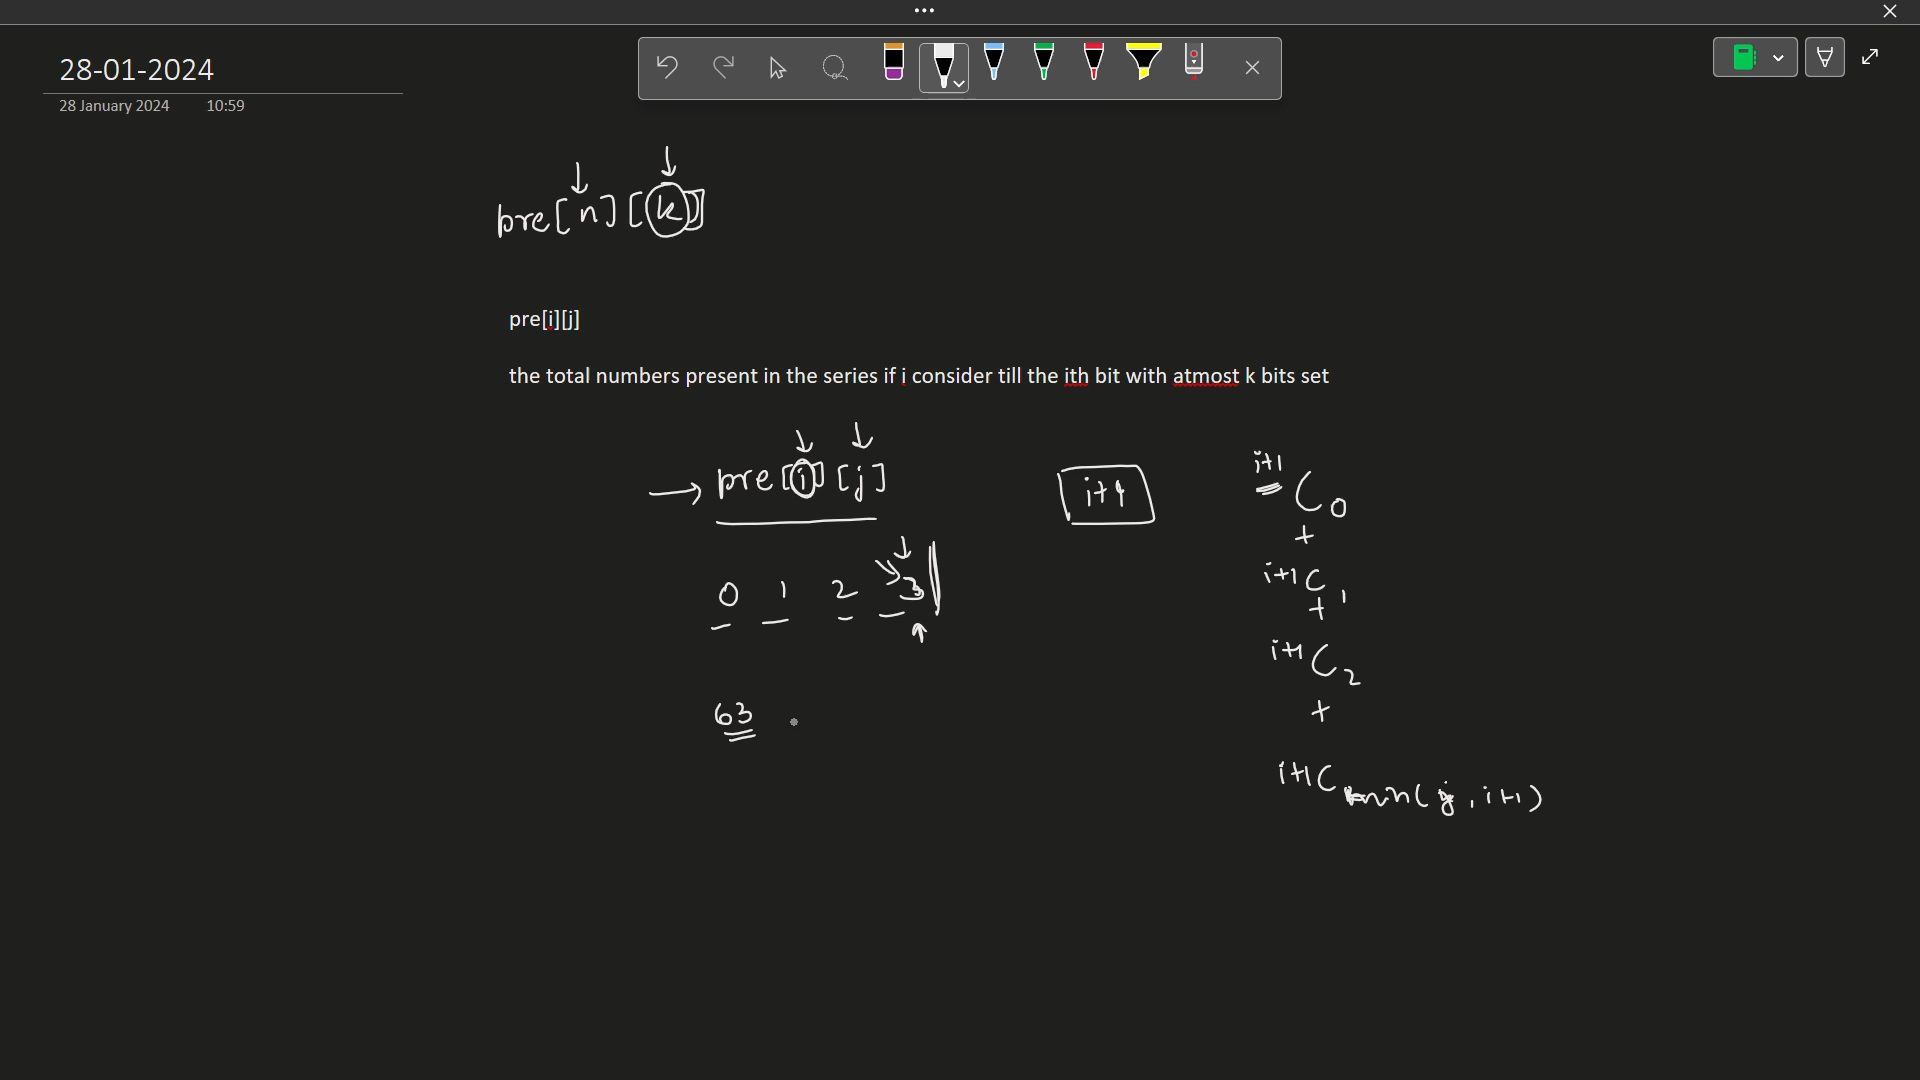 28-01-2024
28 January 2024 10:59
pre[n][k]
pre[i][j]
the total numbers present in the series if i consider till the ith bit with atmost k bits set
pre[i][j]
i+1
0 1 2 3
63
i+1C0
+
i+1C1
+
i+1C2
+
i+1Cmin(j,i+1)